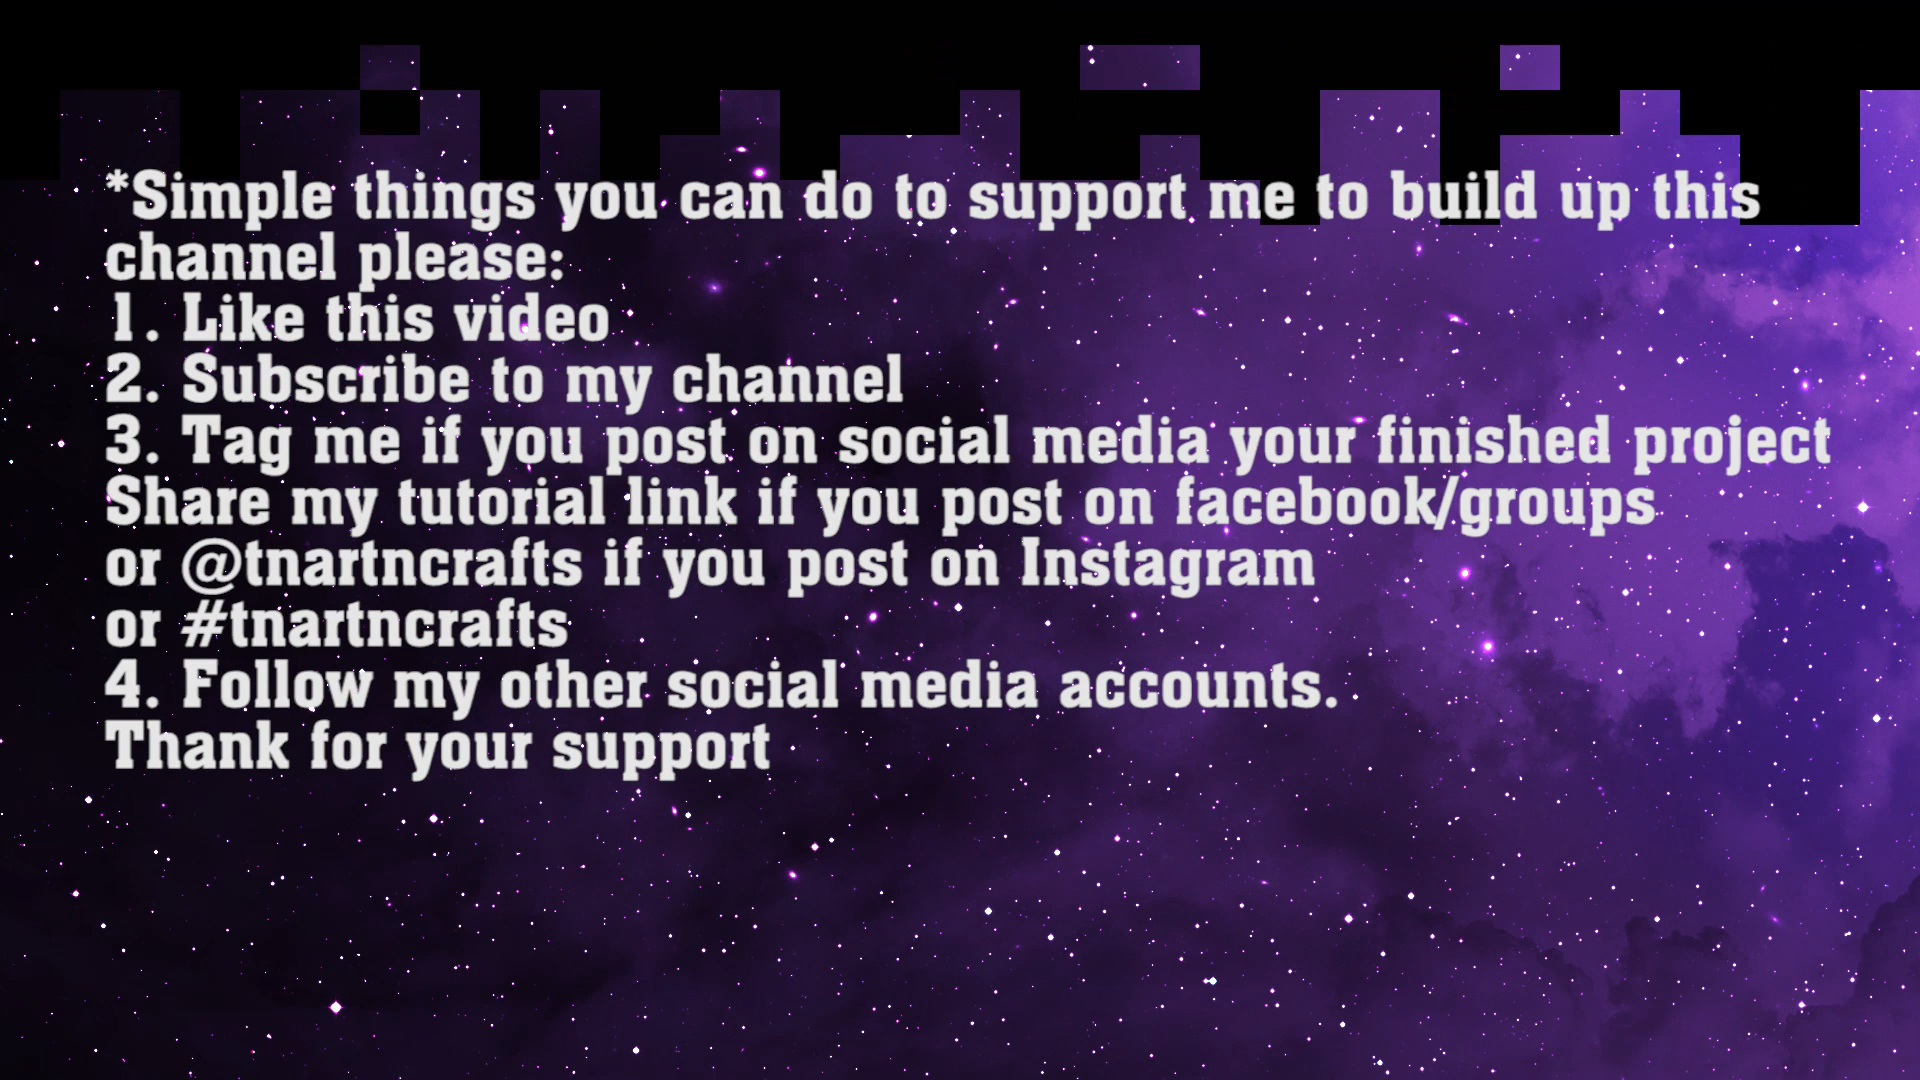 *Simple things you can do to support me to build up this
channel please:
1. Like this video
2. Subscribe to my channel
3. Tag me if you post on social media your finished project
Share my tutorial link if you post on facebook/groups
or @tnartncrafts if you post on Instagram
or #tnartncrafts
4. Follow my other social media accounts.
Thank for your support